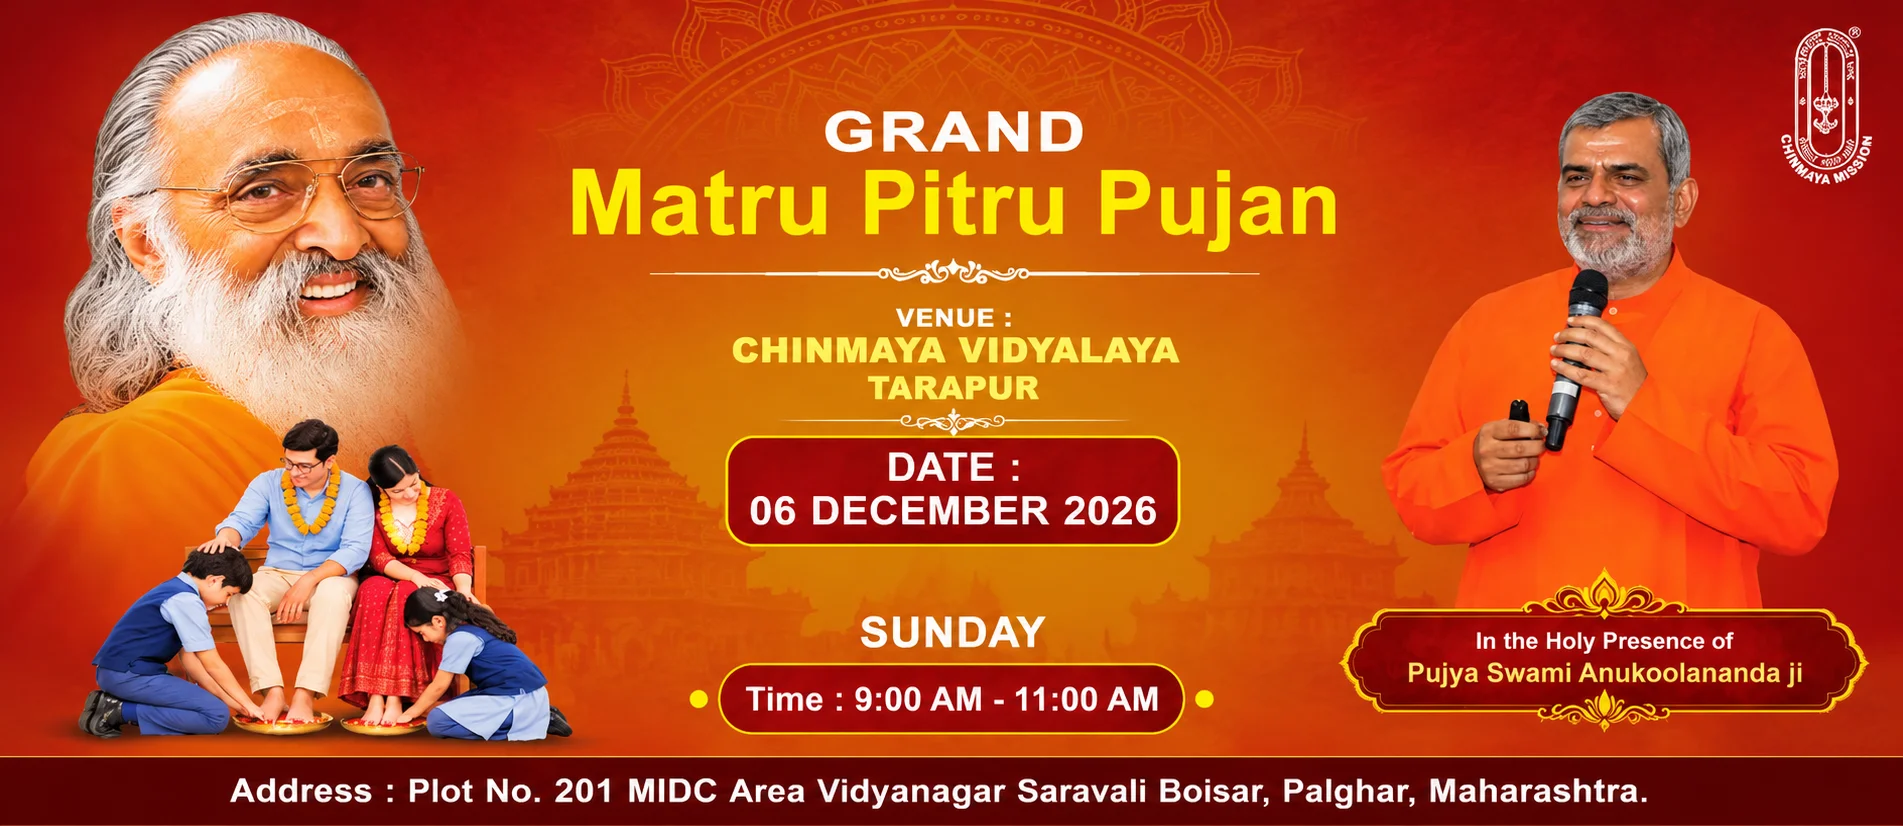 GRAND
Matru Pitru Pujan
VENUE :
CHINMAYA VIDYALAYA
TARAPUR
DATE :
06 DECEMBER 2026
SUNDAY
Time : 9:00 AM - 11:00 AM
®
CHINMAYA MISSION
In the Holy Presence of
Pujya Swami Anukoolananda ji
Address : Plot No. 201 MIDC Area Vidyanagar Saravali Boisar, Palghar, Maharashtra.